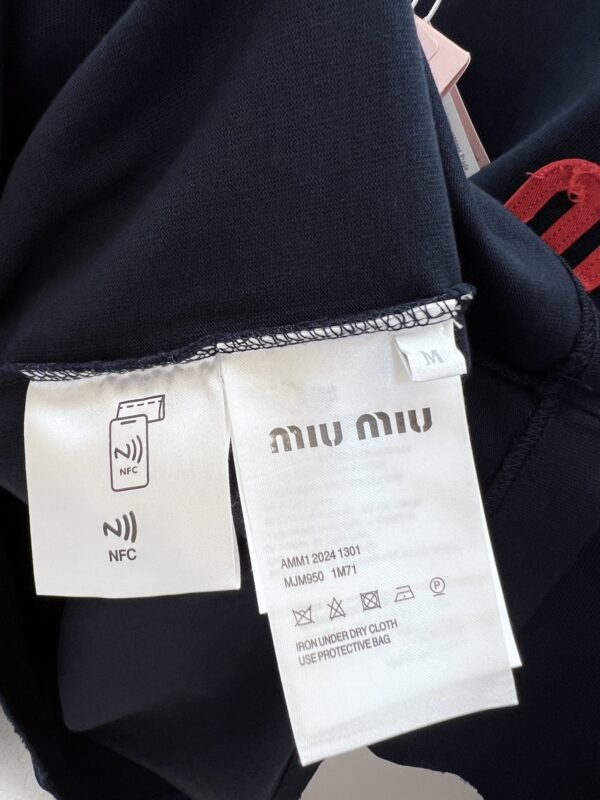 NFC
NFC
M
miu miu
AMM1 2024 1301
MJM950 1M71
P
IRON UNDER DRY CLOTH
USE PROTECTIVE BAG